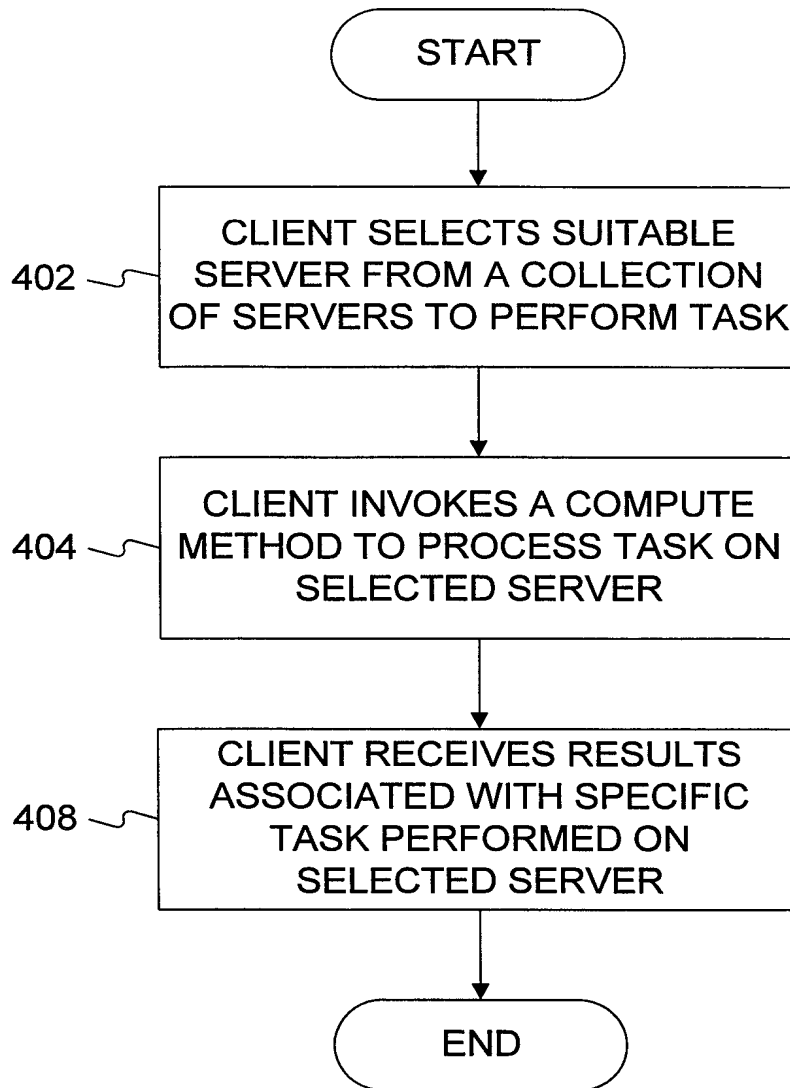 START
CLIENT SELECTS SUITABLE
SERVER FROM A COLLECTION
OF SERVERS TO PERFORM TASK
402
CLIENT INVOKES A COMPUTE
METHOD TO PROCESS TASK ON
SELECTED SERVER
404
CLIENT RECEIVES RESULTS
ASSOCIATED WITH SPECIFIC
TASK PERFORMED ON
SELECTED SERVER
408
END